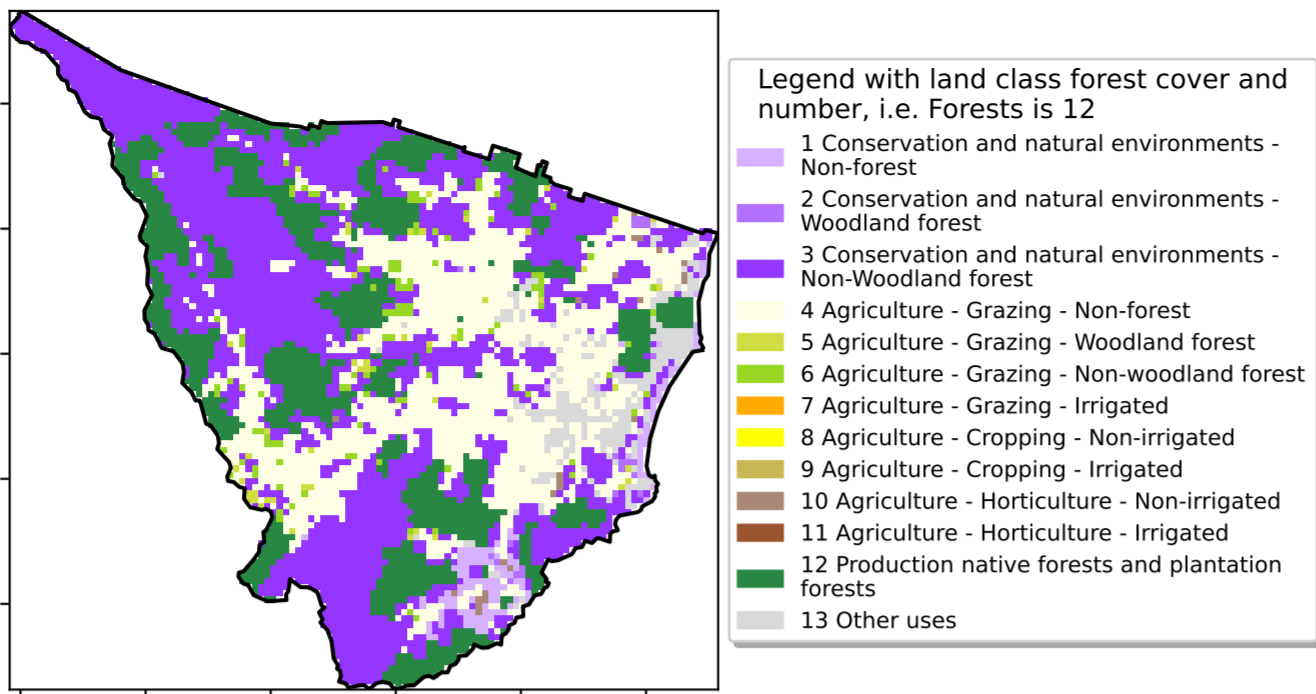 Legend with land class forest cover and
number, i.e. Forests is 12
1 Conservation and natural environments -
Non-forest
2 Conservation and natural environments -
Woodland forest
3 Conservation and natural environments -
Non-Woodland forest
4 Agriculture - Grazing - Non-forest
5 Agriculture - Grazing - Woodland forest
6 Agriculture - Grazing - Non-woodland forest
7 Agriculture - Grazing - Irrigated
8 Agriculture - Cropping - Non-irrigated
9 Agriculture - Cropping - Irrigated
10 Agriculture - Horticulture - Non-irrigated
11 Agriculture - Horticulture - Irrigated
12 Production native forests and plantation
forests
13 Other uses